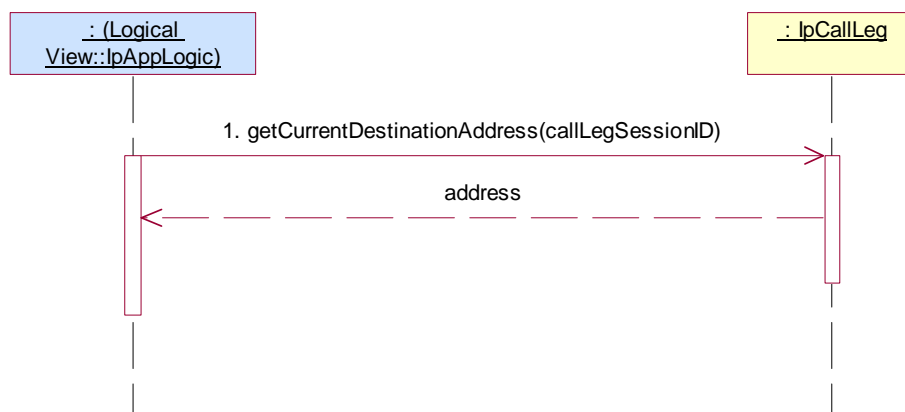 : (Logical
View::IpAppLogic)
: IpCallLeg
1. getCurrentDestinationAddress(callLegSessionID)
address